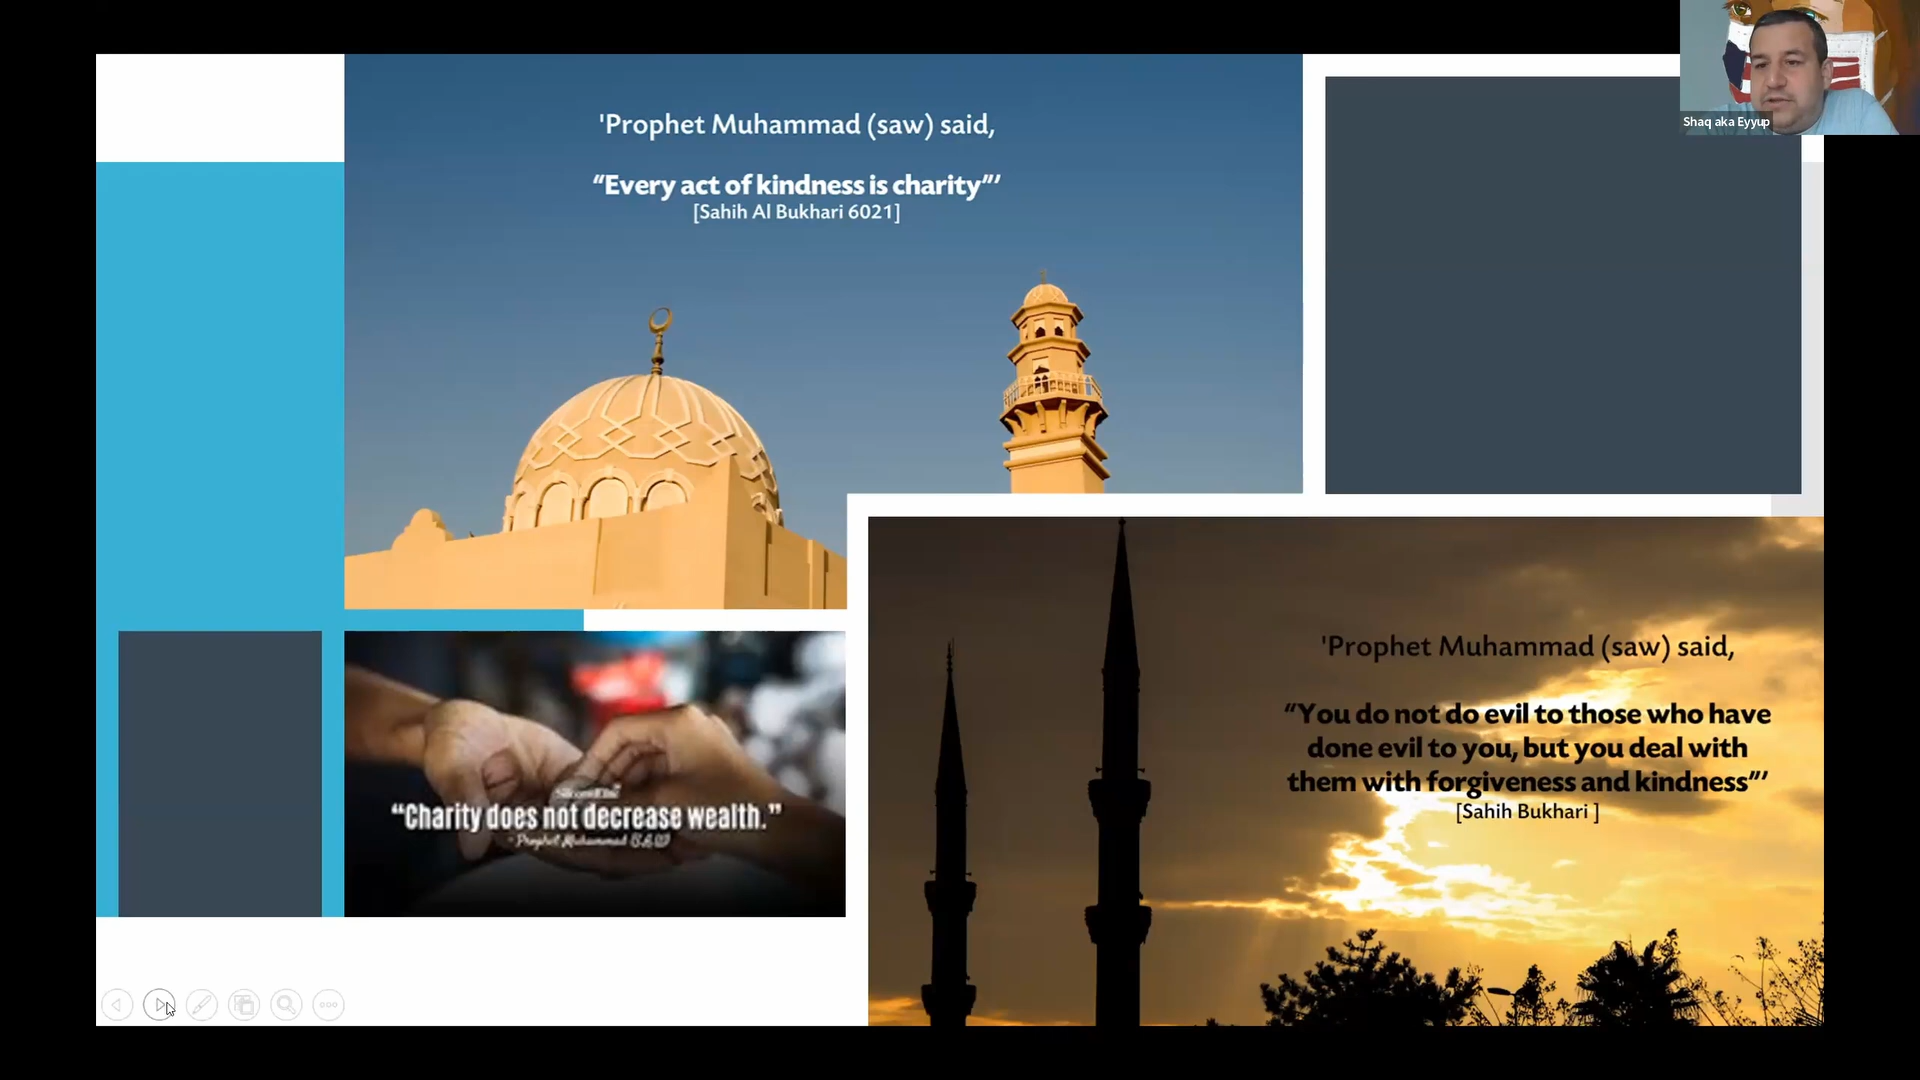 Shaq aka Eyyup
'Prophet Muhammad (saw) said,
“Every act of kindness is charity”’
[Sahih Al Bukhari 6021]
“Charity does not decrease wealth.”
- Prophet Muhammad (S.A.W)
'Prophet Muhammad (saw) said,
“You do not do evil to those who have
done evil to you, but you deal with
them with forgiveness and kindness”’
[Sahih Bukhari ]